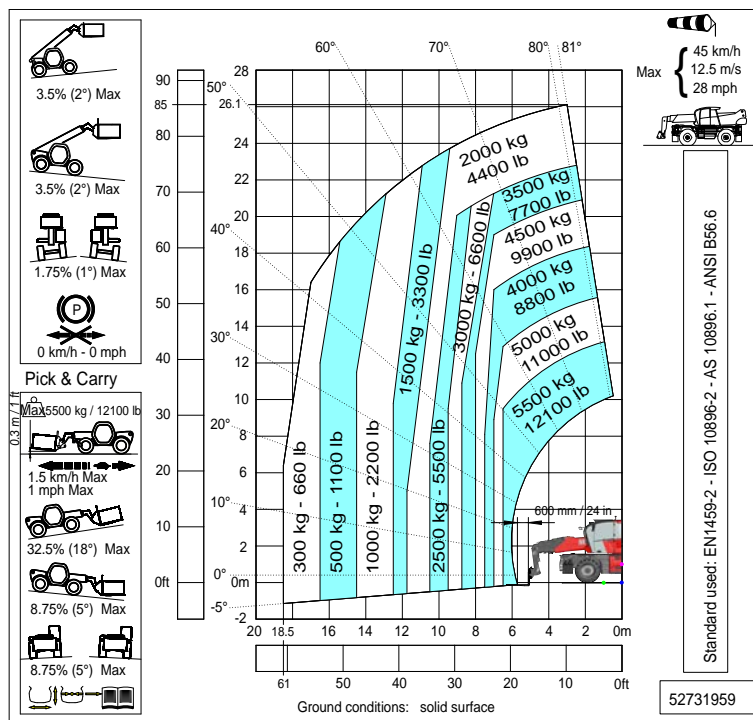 3.5% (2°) Max
3.5% (2°) Max
1.75% (1°) Max
P
0 km/h - 0 mph
Pick & Carry
0.3 m / 1 ft
Max 5500 kg / 12100 lb
1.5 km/h Max
1 mph Max
32.5% (18°) Max
8.75% (5°) Max
8.75% (5°) Max
90
85
80
70
60
50
40
30
20
10
0ft
28
26.1
24
22
20
18
16
14
12
10
8
6
4
2
0m
-2
81°
80°
70°
60°
50°
40°
30°
20°
10°
0°
-5°
2000 kg
4400 lb
3500 kg
7700 lb
4500 kg
9900 lb
4000 kg
8800 lb
5000 kg
11000 lb
5500 kg
12100 lb
300 kg - 660 lb
500 kg - 1100 lb
1000 kg - 2200 lb
1500 kg - 3300 lb
2500 kg - 5500 lb
3000 kg - 6600 lb
600 mm / 24 in
20 18.5 16 14 12 10 8 6 4 2 0m
61 50 40 30 20 10 0ft
Ground conditions: solid surface
Max
45 km/h
12.5 m/s
28 mph
Standard used: EN1459-2 - ISO 10896-2 - AS 10896.1 - ANSI B56.6
52731959